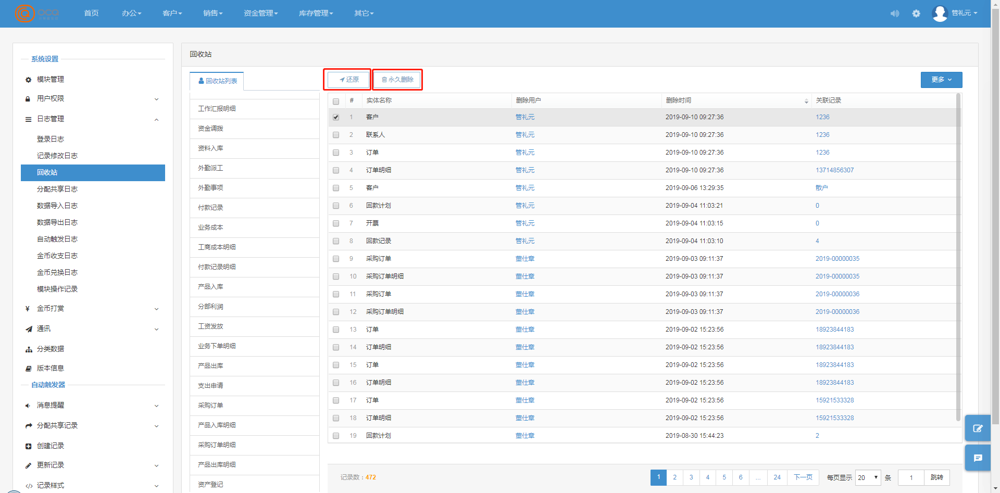 oca
首页
办公
客户
销售
资金管理
库存管理
其它
管礼元
系统设置
模块管理
用户权限
日志管理
登录日志
记录修改日志
回收站
分配共享日志
数据导入日志
数据导出日志
自动触发日志
金币收支日志
金币兑换日志
模块操作记录
¥ 金币打赏
通讯
分类数据
版本信息
自动触发器
消息提醒
分配共享记录
创建记录
更新记录
</> 记录样式
回收站
回收站列表
工作汇报明细
资金调拨
资料入库
外勤派工
外勤事项
付款记录
业务成本
工商成本明细
付款记录明细
产品入库
分部利润
工资发放
业务下单明细
产品出库
支出申请
采购订单
产品入库明细
采购订单明细
产品出库明细
资产登记
还原
永久删除
更多
# 实体名称 删除用户 删除时间 关联记录
1 客户 管礼元 2019-09-10 09:27:36 1236
2 联系人 管礼元 2019-09-10 09:27:36 1236
3 订单 管礼元 2019-09-10 09:27:36 1236
4 订单明细 管礼元 2019-09-10 09:27:36 13714856307
5 客户 管礼元 2019-09-06 13:29:35 散户
6 回款计划 管礼元 2019-09-04 11:03:21 0
7 开票 管礼元 2019-09-04 11:03:15 0
8 回款记录 管礼元 2019-09-04 11:03:10 4
9 采购订单 董仕章 2019-09-03 09:11:37 2019-00000035
10 采购订单明细 董仕章 2019-09-03 09:11:37 2019-00000035
11 采购订单 董仕章 2019-09-03 09:11:37 2019-00000036
12 采购订单明细 董仕章 2019-09-03 09:11:37 2019-00000036
13 订单 董仕章 2019-09-02 15:23:56 18923844183
14 订单明细 董仕章 2019-09-02 15:23:56 18923844183
15 订单 董仕章 2019-09-02 15:23:56 18923844183
16 订单明细 董仕章 2019-09-02 15:23:56 18923844183
17 订单 董仕章 2019-09-02 15:23:56 15921533328
18 订单明细 董仕章 2019-09-02 15:23:56 15921533328
19 回款计划 董仕章 2019-08-30 15:44:23 2
记录数：472
1 2 3 4 5 6 ... 24 下一页 每页显示 20 条 1 跳转